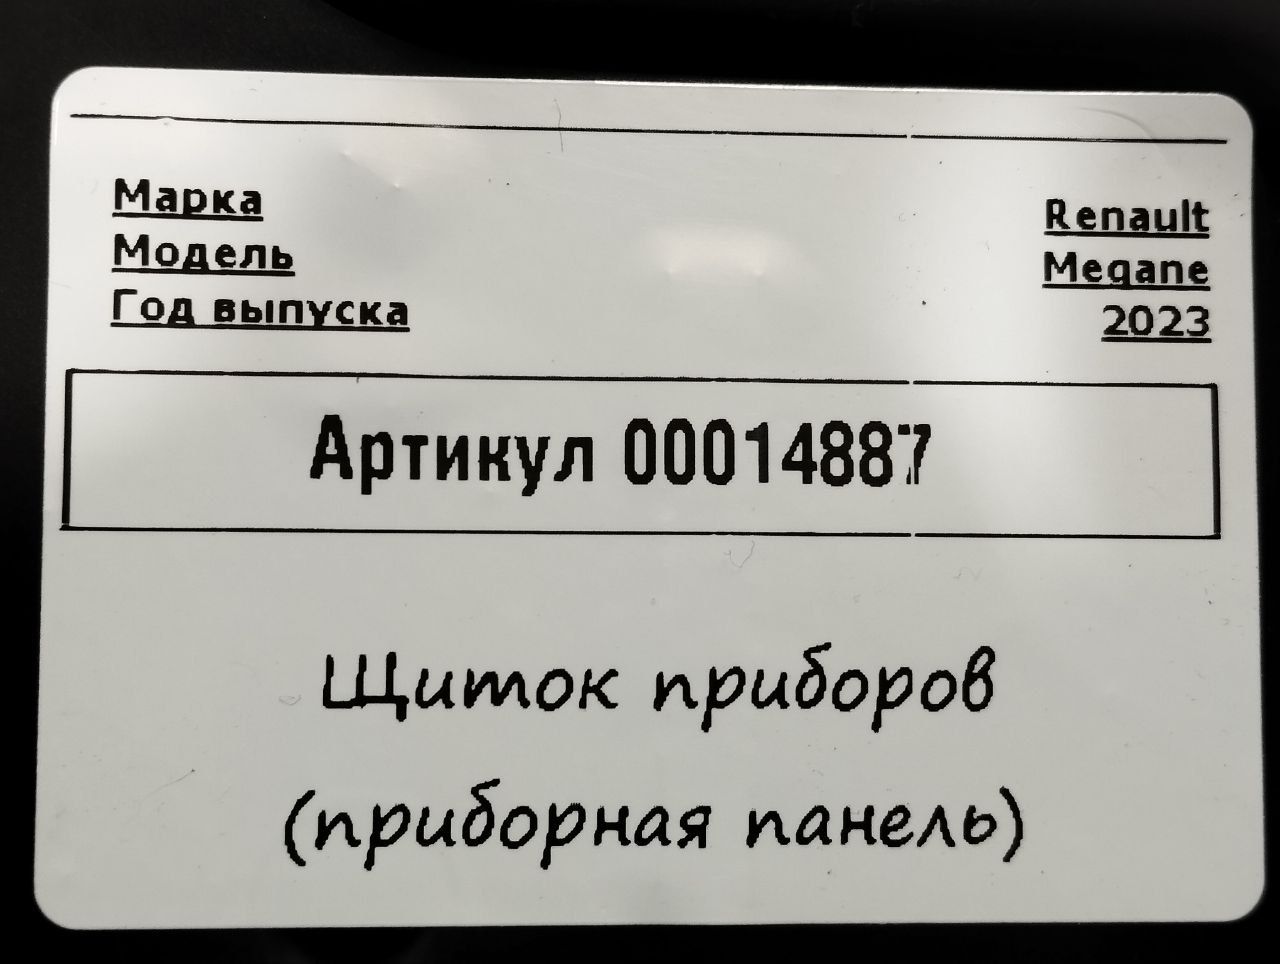 Марка Renault
Модель Megane
Год выпуска 2023
Артикул 00014887
Щиток приборов
(приборная панель)